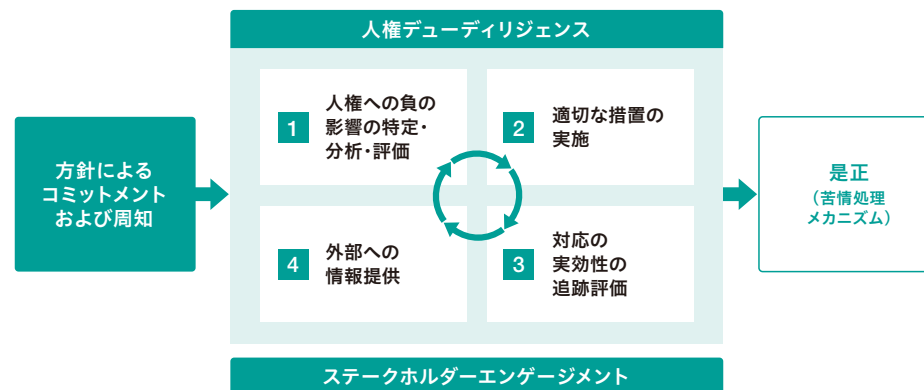 人権デューディリジェンス
方針による
コミットメント
および周知
1
人権への負の
影響の特定・
分析・評価
2
適切な措置の
実施
4
外部への
情報提供
3
対応の
実効性の
追跡評価
是正
（苦情処理
メカニズム）
ステークホルダーエンゲージメント